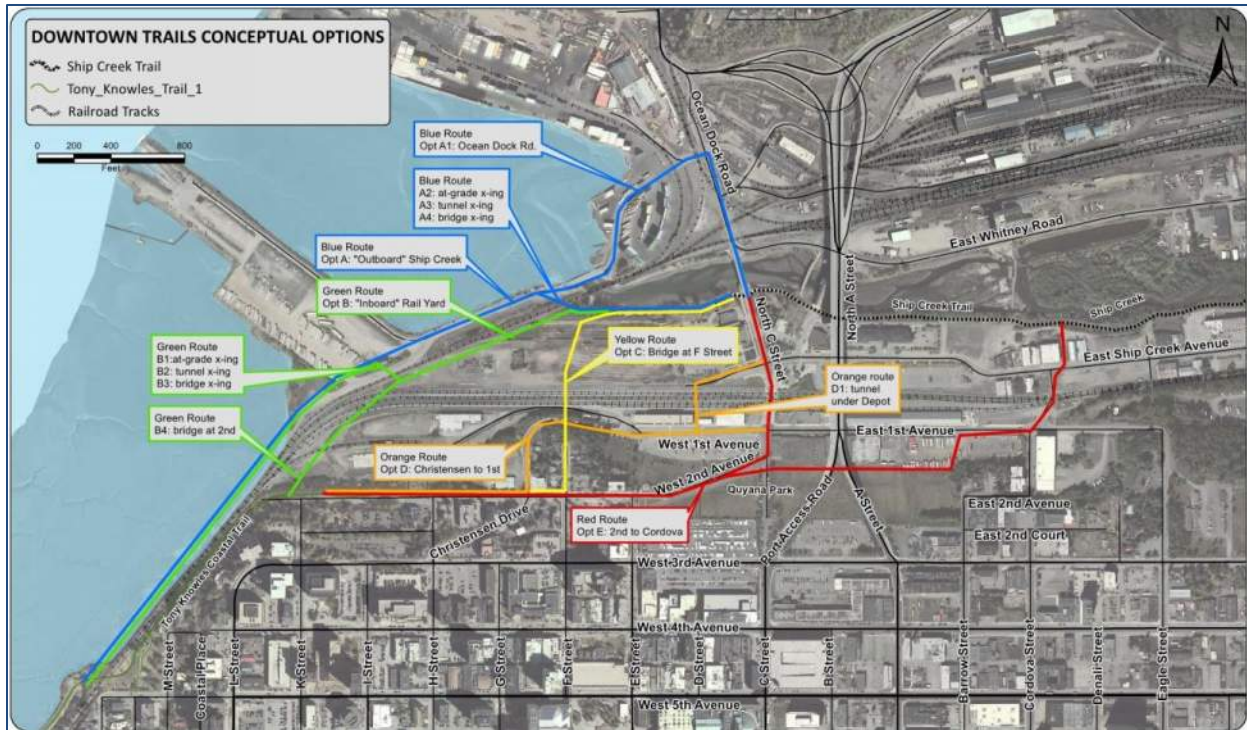 DOWNTOWN TRAILS CONCEPTUAL OPTIONS
Ship Creek Trail
Tony_Knowles_Trail_1
Railroad Tracks
0 200 400 800
Feet
N
Blue Route
Opt A1: Ocean Dock Rd.
Blue Route
A2: at-grade x-ing
A3: tunnel x-ing
A4: bridge x-ing
Blue Route
Opt A: "Outboard" Ship Creek
Green Route
Opt B: "Inboard" Rail Yard
Green Route
B1:at-grade x-ing
B2: tunnel x-ing
B3: bridge x-ing
Green Route
B4: bridge at 2nd
Yellow Route
Opt C: Bridge at F Street
Orange route
D1: tunnel
under Depot
Orange Route
Opt D: Christensen to 1st
Red Route
Opt E: 2nd to Cordova
Ocean Dock Road
East Whitney Road
North A Street
North C Street
Ship Creek Trail
Ship Creek
East Ship Creek Avenue
West 1st Avenue
East 1st Avenue
West 2nd Avenue
Quyana Park
Port Access Road
A Street
East 2nd Avenue
East 2nd Court
Christensen Drive
Tony Knowles Coastal Trail
West 3rd Avenue
West 4th Avenue
M Street
Coastal Place
L Street
K Street
I Street
H Street
G Street
F Street
E Street
D Street
C Street
B Street
Barrow Street
Cordova Street
Denali Street
Eagle Street
West 5th Avenue